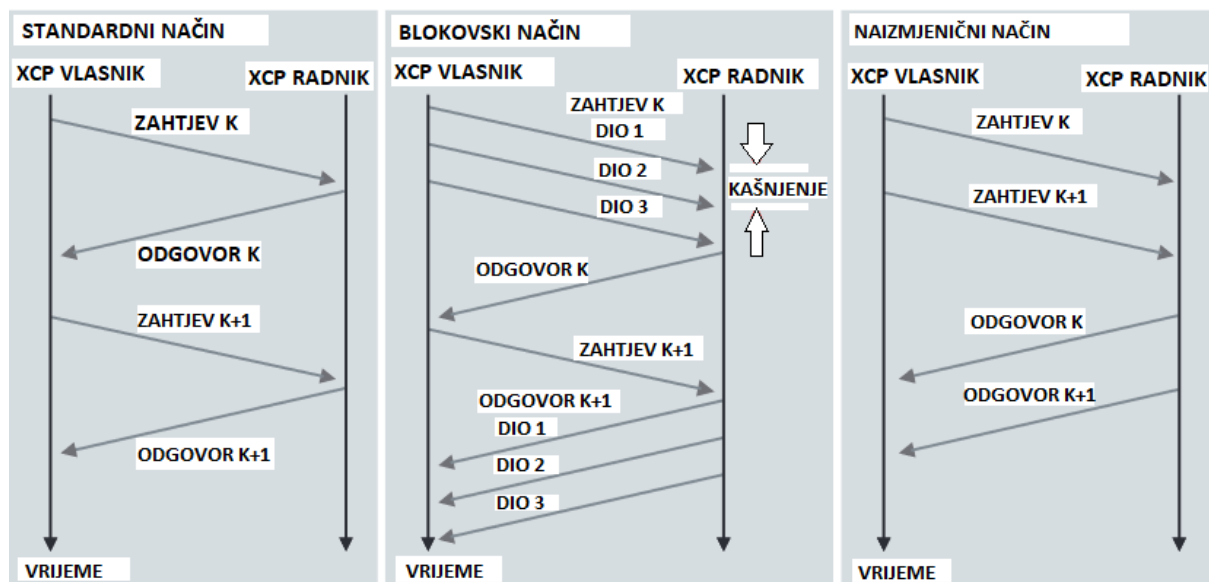 STANDARDNI NAČIN
XCP VLASNIK
XCP RADNIK
ZAHTJEV K
ODGOVOR K
ZAHTJEV K+1
ODGOVOR K+1
VRIJEME
BLOKOVSKI NAČIN
XCP VLASNIK
XCP RADNIK
ZAHTJEV K
DIO 1
DIO 2
KAŠNJENJE
DIO 3
ODGOVOR K
ZAHTJEV K+1
ODGOVOR K+1
DIO 1
DIO 2
DIO 3
VRIJEME
NAIZMJENIČNI NAČIN
XCP VLASNIK
XCP RADNIK
ZAHTJEV K
ZAHTJEV K+1
ODGOVOR K
ODGOVOR K+1
VRIJEME